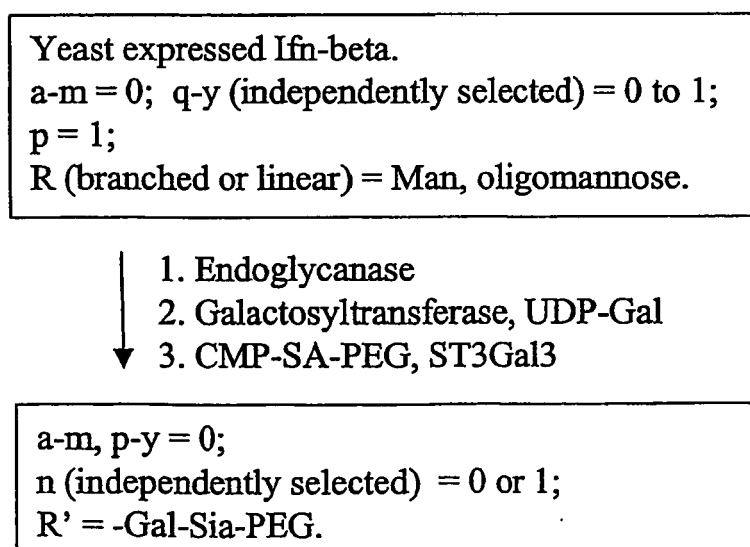 Yeast expressed Ifn-beta.
a-m = 0; q-y (independently selected) = 0 to 1;
p = 1;
R (branched or linear) = Man, oligomannose.
1. Endoglycanase
2. Galactosyltransferase, UDP-Gal
3. CMP-SA-PEG, ST3Gal3
a-m, p-y = 0;
n (independently selected) = 0 or 1;
R' = -Gal-Sia-PEG.